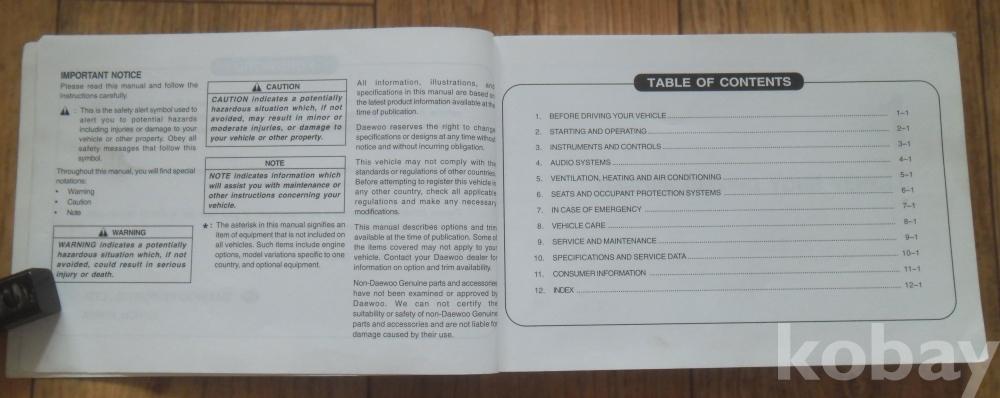 IMPORTANT NOTICE
Please read this manual and follow the
instructions carefully.
: This is the safety alert symbol used to
alert you to potential hazards
including injuries or damage to your
vehicle or other property. Obey all
safety messages that follow this
symbol.
Throughout this manual, you will find special
notations:
• Warning
• Caution
• Note
WARNING
WARNING indicates a potentially
hazardous situation which, if not
avoided, could result in serious
injury or death.
CAUTION
CAUTION indicates a potentially
hazardous situation which, if not
avoided, may result in minor or
moderate injuries, or damage to
your vehicle or other property.
NOTE
NOTE indicates information which
will assist you with maintenance or
other instructions concerning your
vehicle.
* : The asterisk in this manual signifies an
item of equipment that is not included on
all vehicles. Such items include engine
options, model variations specific to one
country, and optional equipment.
All information, illustrations, and
specifications in this manual are based on
the latest product information available at the
time of publication.
Daewoo reserves the right to change
specifications or designs at any time without
notice and without incurring obligation.
This vehicle may not comply with the
standards or regulations of other countries.
Before attempting to register this vehicle in
any other country, check all applicable
regulations and make any necessary
modifications.
This manual describes options and trim
available at the time of publication. Some of
the items covered may not apply to your
vehicle. Contact your Daewoo dealer for
information on option and trim availability.
Non-Daewoo Genuine parts and accessories
have not been examined or approved by
Daewoo. We can not certify the
suitability or safety of non-Daewoo Genuine
parts and accessories and are not liable for
damage caused by their use.
TABLE OF CONTENTS
1. BEFORE DRIVING YOUR VEHICLE 1–1
2. STARTING AND OPERATING 2–1
3. INSTRUMENTS AND CONTROLS 3–1
4. AUDIO SYSTEMS 4–1
5. VENTILATION, HEATING AND AIR CONDITIONING 5–1
6. SEATS AND OCCUPANT PROTECTION SYSTEMS 6–1
7. IN CASE OF EMERGENCY 7–1
8. VEHICLE CARE 8–1
9. SERVICE AND MAINTENANCE 9–1
10. SPECIFICATIONS AND SERVICE DATA 10–1
11. CONSUMER INFORMATION 11–1
12. INDEX 12–1
kobay